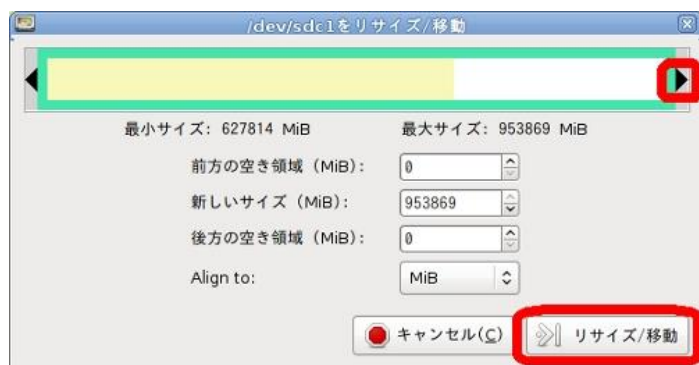 /dev/sdc1をリサイズ/移動
最小サイズ: 627814 MiB 最大サイズ: 953869 MiB
前方の空き領域 (MiB): 0
新しいサイズ (MiB): 953869
後方の空き領域 (MiB): 0
Align to: MiB
キャンセル(C) リサイズ/移動